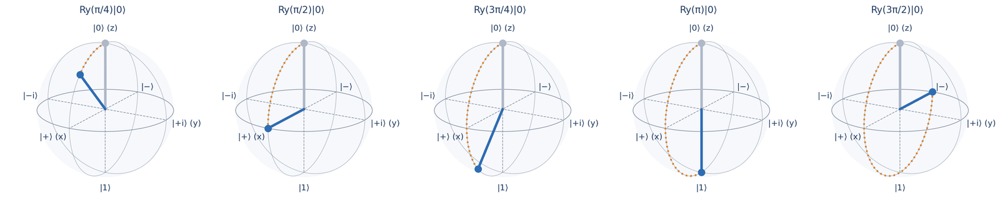 Ry(π/4)|0⟩
|0⟩ (z)
|−⟩
|−i⟩
|+i⟩ (y)
|+⟩ (x)
|1⟩
Ry(π/2)|0⟩
|0⟩ (z)
|−⟩
|−i⟩
|+i⟩ (y)
|+⟩ (x)
|1⟩
Ry(3π/4)|0⟩
|0⟩ (z)
|−⟩
|−i⟩
|+i⟩ (y)
|+⟩ (x)
|1⟩
Ry(π)|0⟩
|0⟩ (z)
|−⟩
|−i⟩
|+i⟩ (y)
|+⟩ (x)
|1⟩
Ry(3π/2)|0⟩
|0⟩ (z)
|−⟩
|−i⟩
|+i⟩ (y)
|+⟩ (x)
|1⟩